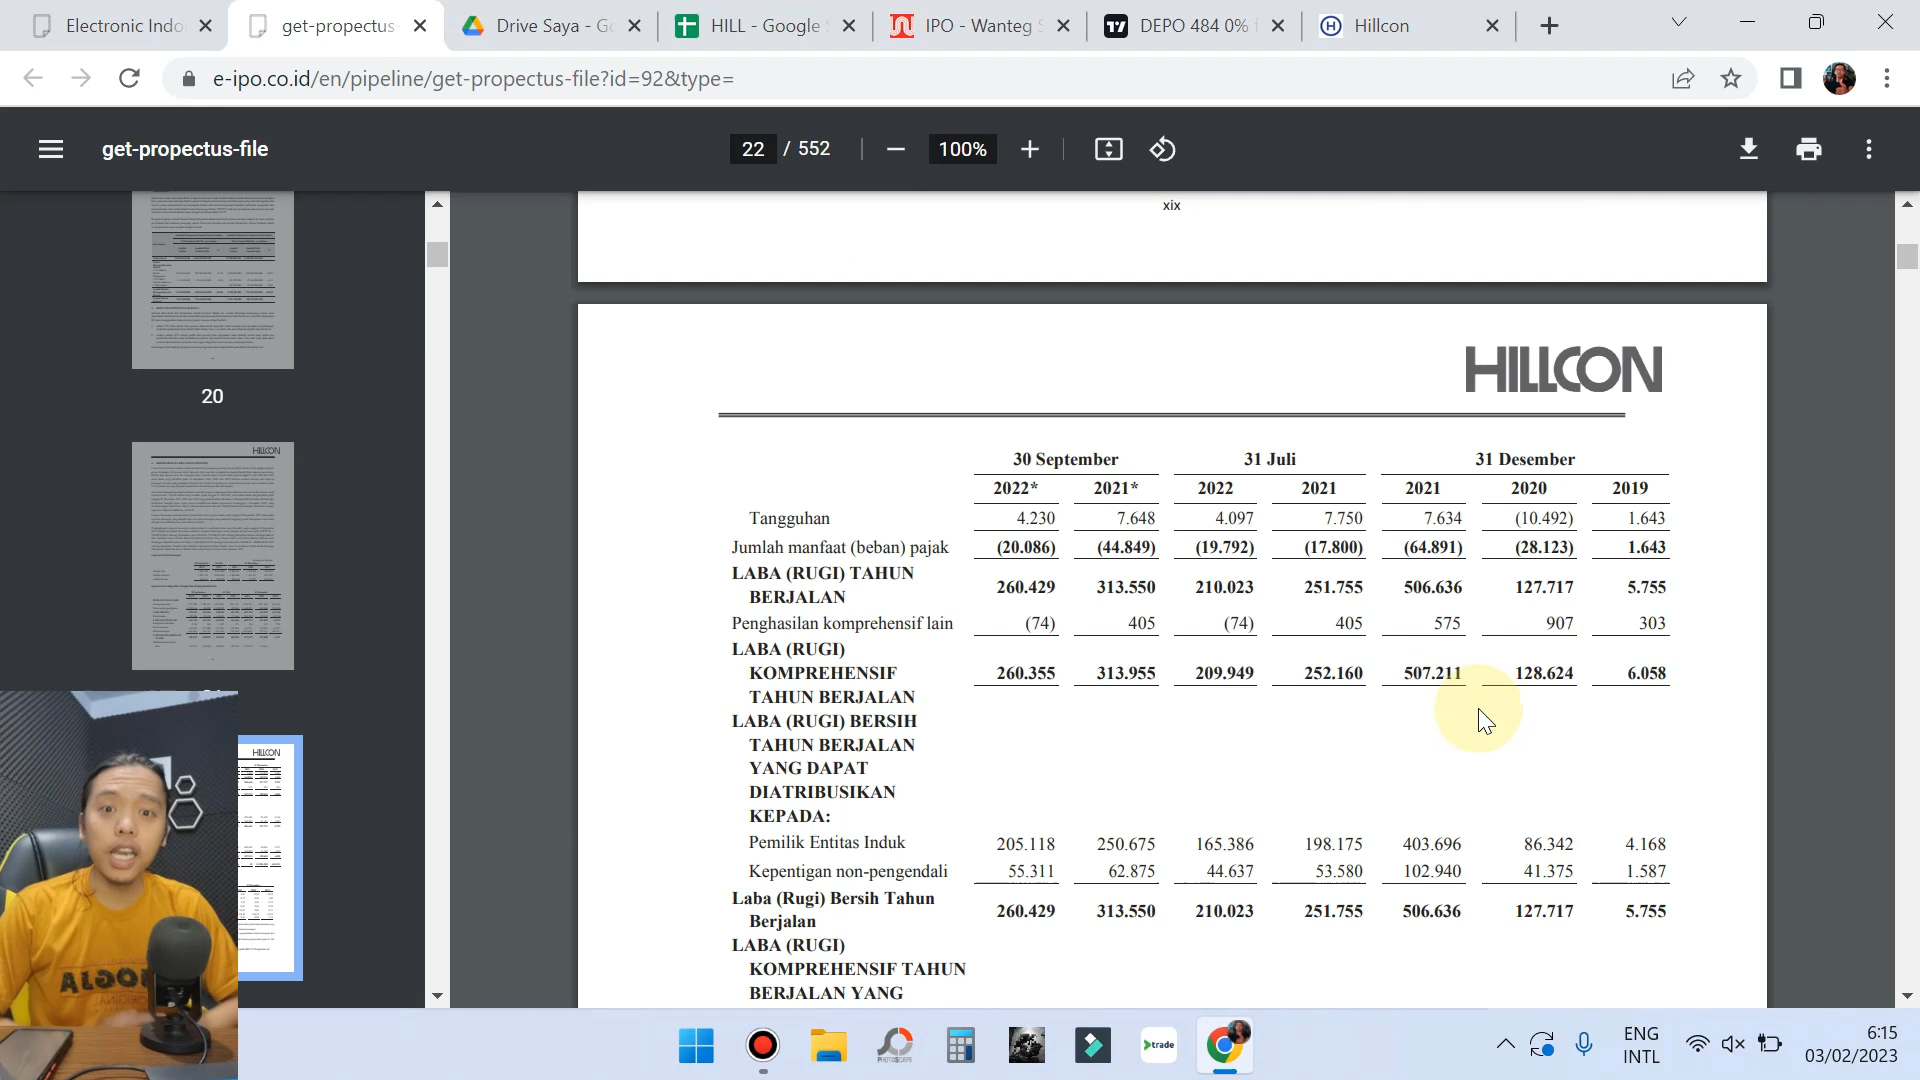 Electronic Indo
get-propectus-
Drive Saya - Go
HILL - Google S
IPO - Wanteg S
DEPO 484 0%
Hillcon
e-ipo.co.id/en/pipeline/get-propectus-file?id=92&type=
get-propectus-file
22 / 552
100%
20
HILLCON
HILLCON
xix
HILLCON
30 September 31 Juli 31 Desember
2022* 2021* 2022 2021 2021 2020 2019
Tangguhan 4.230 7.648 4.097 7.750 7.634 (10.492) 1.643
Jumlah manfaat (beban) pajak (20.086) (44.849) (19.792) (17.800) (64.891) (28.123) 1.643
LABA (RUGI) TAHUN
BERJALAN 260.429 313.550 210.023 251.755 506.636 127.717 5.755
Penghasilan komprehensif lain (74) 405 (74) 405 575 907 303
LABA (RUGI)
KOMPREHENSIF 260.355 313.955 209.949 252.160 507.211 128.624 6.058
TAHUN BERJALAN
LABA (RUGI) BERSIH
TAHUN BERJALAN
YANG DAPAT
DIATRIBUSIKAN
KEPADA:
Pemilik Entitas Induk 205.118 250.675 165.386 198.175 403.696 86.342 4.168
Kepentigan non-pengendali 55.311 62.875 44.637 53.580 102.940 41.375 1.587
Laba (Rugi) Bersih Tahun
Berjalan 260.429 313.550 210.023 251.755 506.636 127.717 5.755
LABA (RUGI)
KOMPREHENSIF TAHUN
BERJALAN YANG
PHOTOSCAPE
trade
ENG
INTL
6:15
03/02/2023